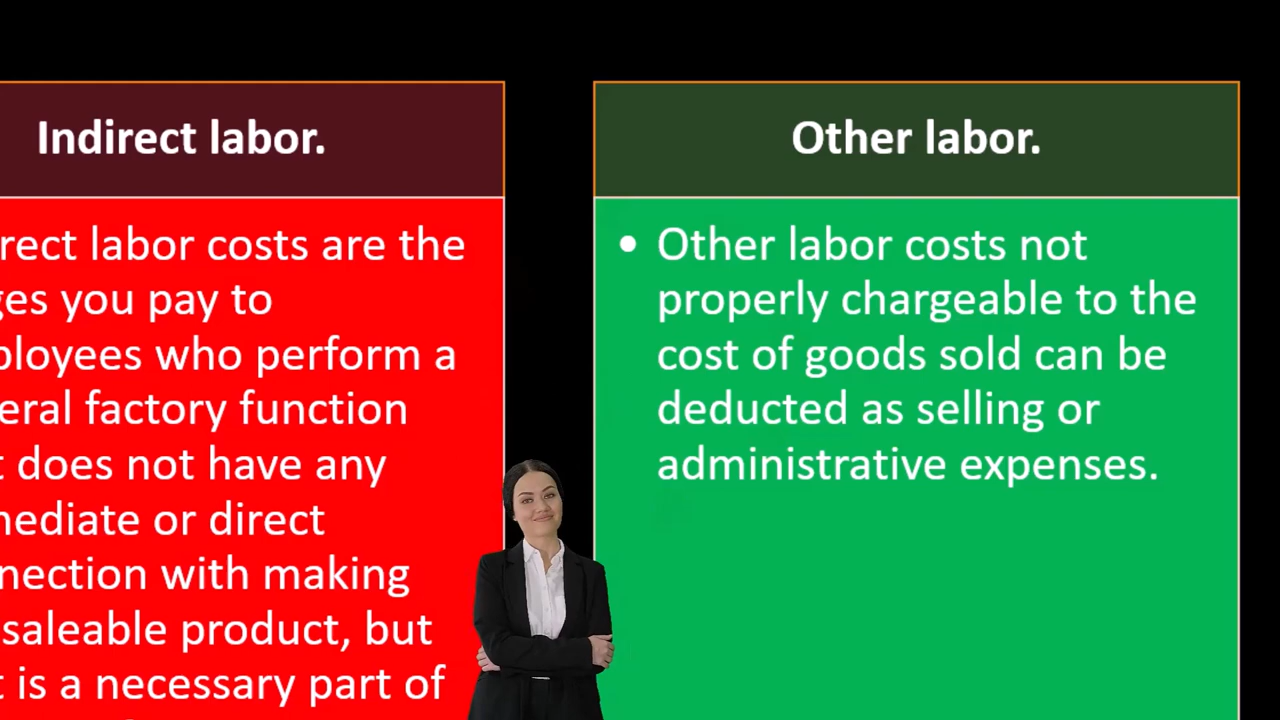 Indirect labor.
rect labor costs are the
ges you pay to
ployees who perform a
eral factory function
t does not have any
mediate or direct
nection with making
saleable product, but
t is a necessary part of
Other labor.
• Other labor costs not
properly chargeable to the
cost of goods sold can be
deducted as selling or
administrative expenses.